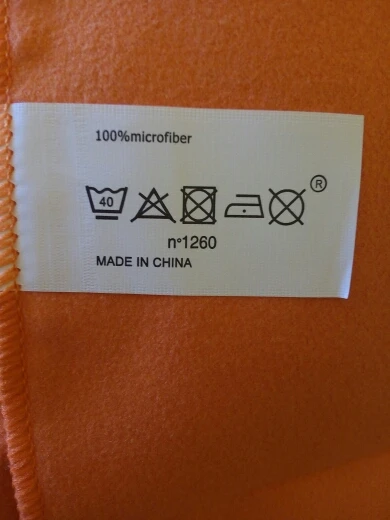 100%microfiber
40
®
n°1260
MADE IN CHINA